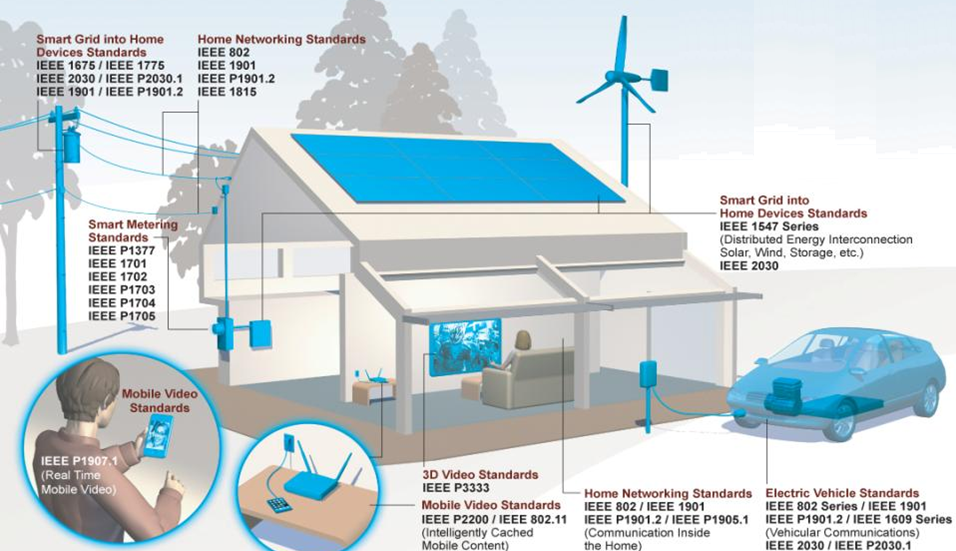 Smart Grid into Home
Devices Standards
IEEE 1675 / IEEE 1775
IEEE 2030 / IEEE P2030.1
IEEE 1901 / IEEE P1901.2
Home Networking Standards
IEEE 802
IEEE 1901
IEEE P1901.2
IEEE 1815
Smart Metering
Standards
IEEE P1377
IEEE 1701
IEEE 1702
IEEE P1703
IEEE P1704
IEEE P1705
Smart Grid into
Home Devices Standards
IEEE 1547 Series
(Distributed Energy Interconnection
Solar, Wind, Storage, etc.)
IEEE 2030
Mobile Video
Standards
IEEE P1907.1
(Real Time
Mobile Video)
3D Video Standards
IEEE P3333
Mobile Video Standards
IEEE P2200 / IEEE 802.11
(Intelligently Cached
Mobile Content)
Home Networking Standards
IEEE 802 / IEEE 1901
IEEE P1901.2 / IEEE P1905.1
(Communication Inside
the Home)
Electric Vehicle Standards
IEEE 802 Series / IEEE 1901
IEEE P1901.2 / IEEE 1609 Series
(Vehicular Communications)
IEEE 2030 / IEEE P2030.1